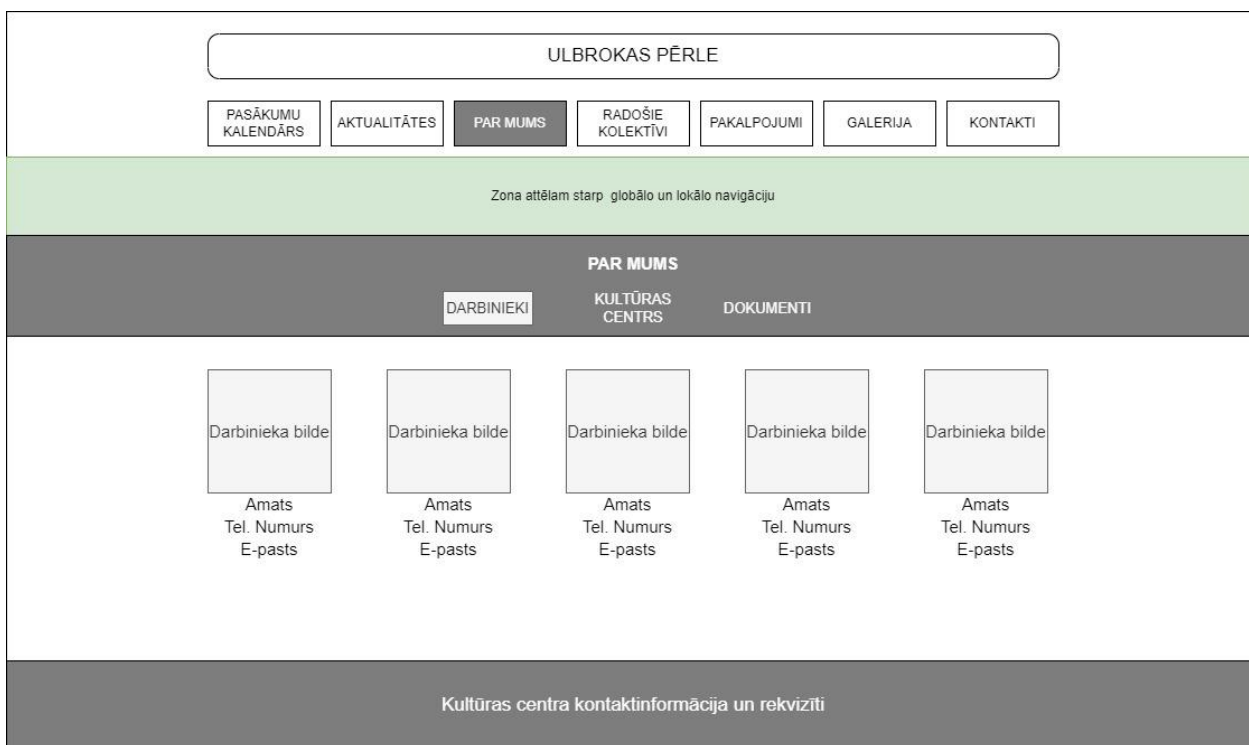 ULBROKAS PĒRLE
PASĀKUMU
KALENDĀRS
AKTUALITĀTES
PAR MUMS
RADOŠIE
KOLEKTĪVI
PAKALPOJUMI
GALERIJA
KONTAKTI
Zona attēlam starp globālo un lokālo navigāciju
PAR MUMS
DARBINIEKI
KULTŪRAS
CENTRS
DOKUMENTI
Darbinieka bilde
Amats
Tel. Numurs
E-pasts
Darbinieka bilde
Amats
Tel. Numurs
E-pasts
Darbinieka bilde
Amats
Tel. Numurs
E-pasts
Darbinieka bilde
Amats
Tel. Numurs
E-pasts
Darbinieka bilde
Amats
Tel. Numurs
E-pasts
Kultūras centra kontaktinformācija un rekvizīti